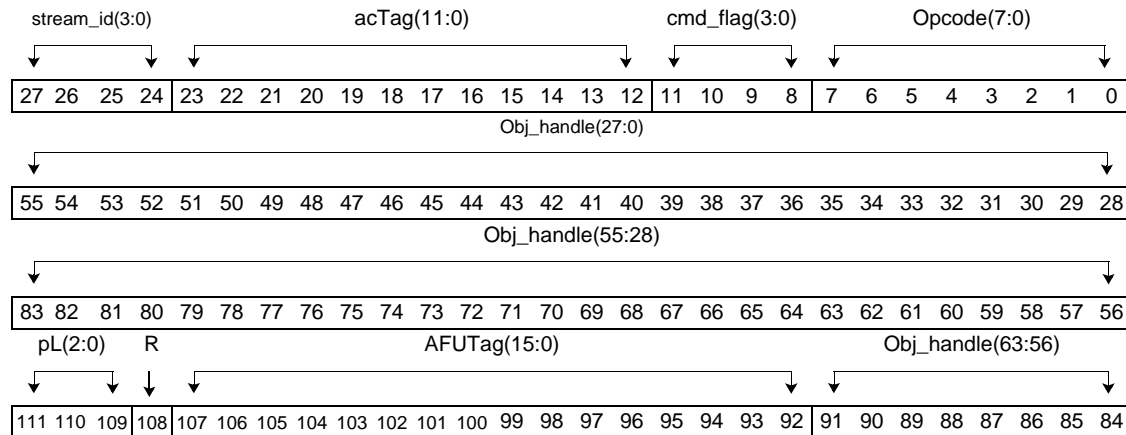 stream_id(3:0) acTag(11:0) cmd_flag(3:0) Opcode(7:0)
27 26 25 24 23 22 21 20 19 18 17 16 15 14 13 12 11 10 9 8 7 6 5 4 3 2 1 0
Obj_handle(27:0)
55 54 53 52 51 50 49 48 47 46 45 44 43 42 41 40 39 38 37 36 35 34 33 32 31 30 29 28
Obj_handle(55:28)
83 82 81 80 79 78 77 76 75 74 73 72 71 70 69 68 67 66 65 64 63 62 61 60 59 58 57 56
pL(2:0) R AFUTag(15:0) Obj_handle(63:56)
111 110 109 108 107 106 105 104 103 102 101 100 99 98 97 96 95 94 93 92 91 90 89 88 87 86 85 84